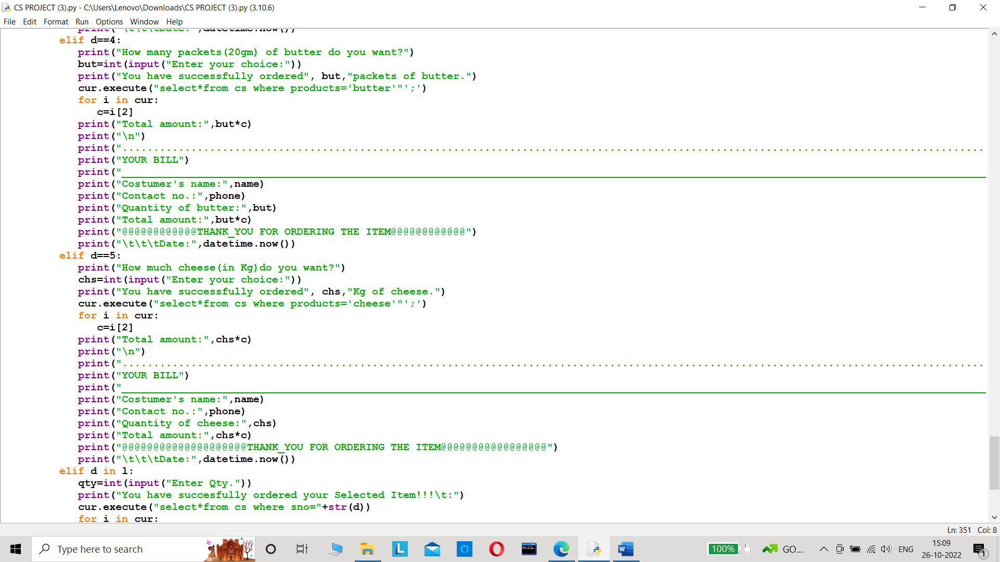 CS PROJECT (3).py - C:\Users\Lenovo\Downloads\CS PROJECT (3).py (3.10.6)
File Edit Format Run Options Window Help
print("\t\t\tDate:",datetime.now())
elif d==4:
print("How many packets(20gm) of butter do you want?")
but=int(input("Enter your choice:"))
print("You have successfully ordered", but,"packets of butter.")
cur.execute("select*from cs where products='butter'"';')
for i in cur:
c=i[2]
print("Total amount:",but*c)
print("\n")
print("..........................................................................................................................................
print("YOUR BILL")
print("__________________________________________________________________________________________________________________________________________
print("Costumer's name:",name)
print("Contact no.:",phone)
print("Quantity of butter:",but)
print("Total amount:",but*c)
print("@@@@@@@@@@@@THANK_YOU FOR ORDERING THE ITEM@@@@@@@@@@@@")
print("\t\t\tDate:",datetime.now())
elif d==5:
print("How much cheese(in Kg)do you want?")
chs=int(input("Enter your choice:"))
print("You have successfully ordered", chs,"Kg of cheese.")
cur.execute("select*from cs where products='cheese'"';')
for i in cur:
c=i[2]
print("Total amount:",chs*c)
print("\n")
print("..........................................................................................................................................
print("YOUR BILL")
print("__________________________________________________________________________________________________________________________________________
print("Costumer's name:",name)
print("Contact no.:",phone)
print("Quantity of cheese:",chs)
print("Total amount:",chs*c)
print("@@@@@@@@@@@@@@@@@@@@THANK_YOU FOR ORDERING THE ITEM@@@@@@@@@@@@@@@@@")
print("\t\t\tDate:",datetime.now())
elif d in l:
qty=int(input("Enter Qty."))
print("You have succesfully ordered your Selected Item!!!\t:")
cur.execute("select*from cs where sno="+str(d))
for i in cur:
Ln: 351 Col: 8
Type here to search
L
MySQL
W
100%
GO...
ENG
15:09
26-10-2022
1